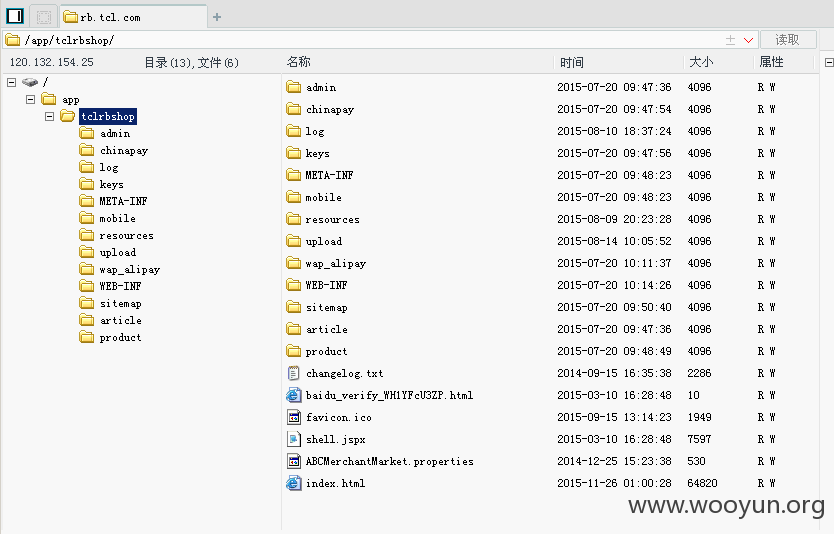 rb.tcl.com
/app/tclrbshop/ 读取
120.132.154.25 目录(13),文件(6) 名称 时间 大小 属性
/
app
tclrbshop
admin
chinapay
log
keys
META-INF
mobile
resources
upload
wap_alipay
WEB-INF
sitemap
article
product
admin 2015-07-20 09:47:36 4096 R W
chinapay 2015-07-20 09:47:54 4096 R W
log 2015-08-10 18:37:24 4096 R W
keys 2015-07-20 09:47:56 4096 R W
META-INF 2015-07-20 09:48:23 4096 R W
mobile 2015-07-20 09:48:23 4096 R W
resources 2015-08-09 20:23:28 4096 R W
upload 2015-08-14 10:05:52 4096 R W
wap_alipay 2015-07-20 10:11:37 4096 R W
WEB-INF 2015-07-20 10:14:26 4096 R W
sitemap 2015-07-20 09:50:40 4096 R W
article 2015-07-20 09:47:36 4096 R W
product 2015-07-20 09:48:49 4096 R W
changelog.txt 2014-09-15 16:35:38 2286 R W
baidu_verify_WH1YFcU3ZP.html 2015-03-10 16:28:48 10 R W
favicon.ico 2015-09-15 13:14:23 1949 R W
shell.jspx 2015-03-10 16:28:48 7597 R W
ABCMerchantMarket.properties 2014-12-25 15:23:38 530 R W
index.html 2015-11-26 01:00:28 64820 R W
www.wooyun.org